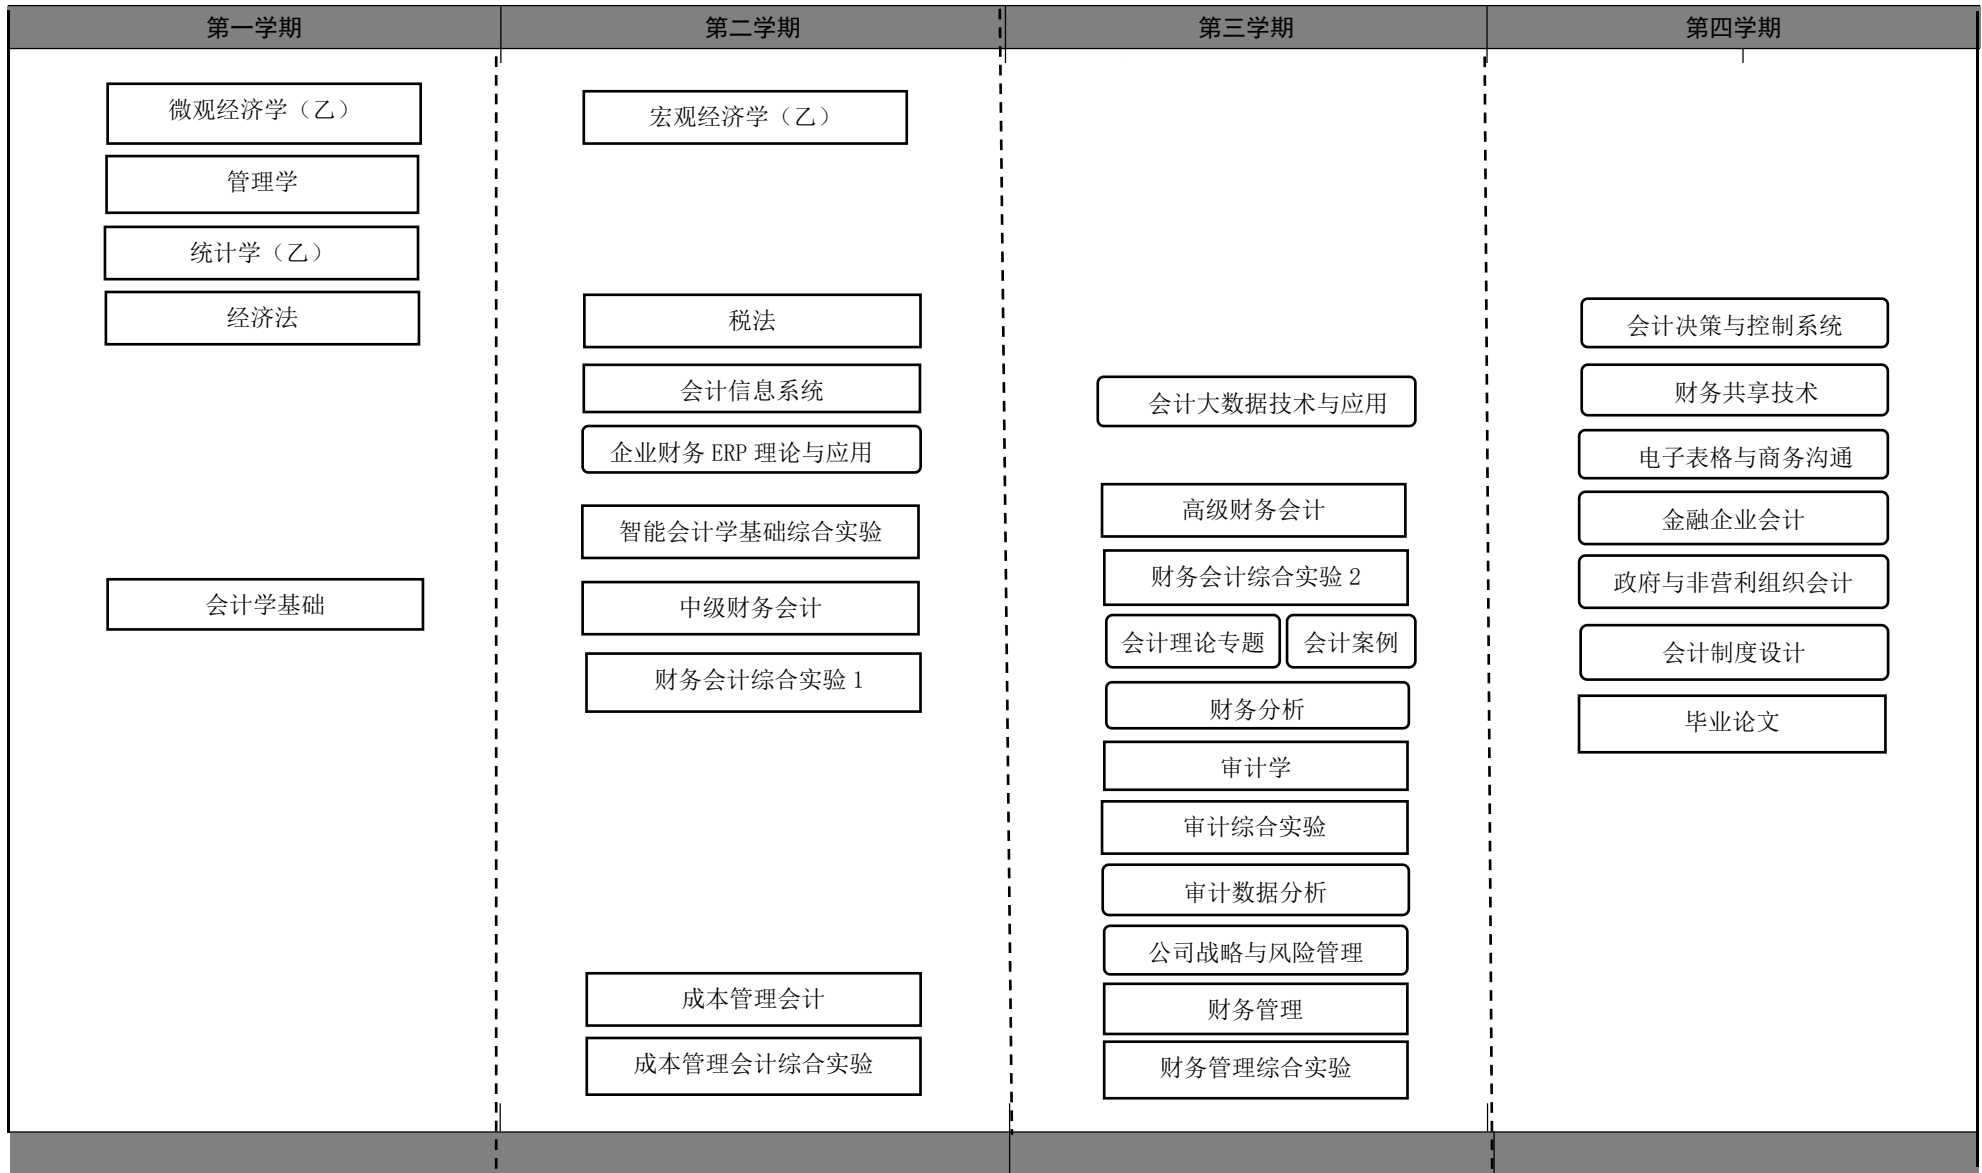 第一学期
第二学期
第三学期
第四学期
微观经济学（乙）
管理学
统计学（乙）
经济法
会计学基础
宏观经济学（乙）
税法
会计信息系统
企业财务 ERP 理论与应用
智能会计学基础综合实验
中级财务会计
财务会计综合实验 1
成本管理会计
成本管理会计综合实验
会计大数据技术与应用
高级财务会计
财务会计综合实验 2
会计理论专题
会计案例
财务分析
审计学
审计综合实验
审计数据分析
公司战略与风险管理
财务管理
财务管理综合实验
会计决策与控制系统
财务共享技术
电子表格与商务沟通
金融企业会计
政府与非营利组织会计
会计制度设计
毕业论文